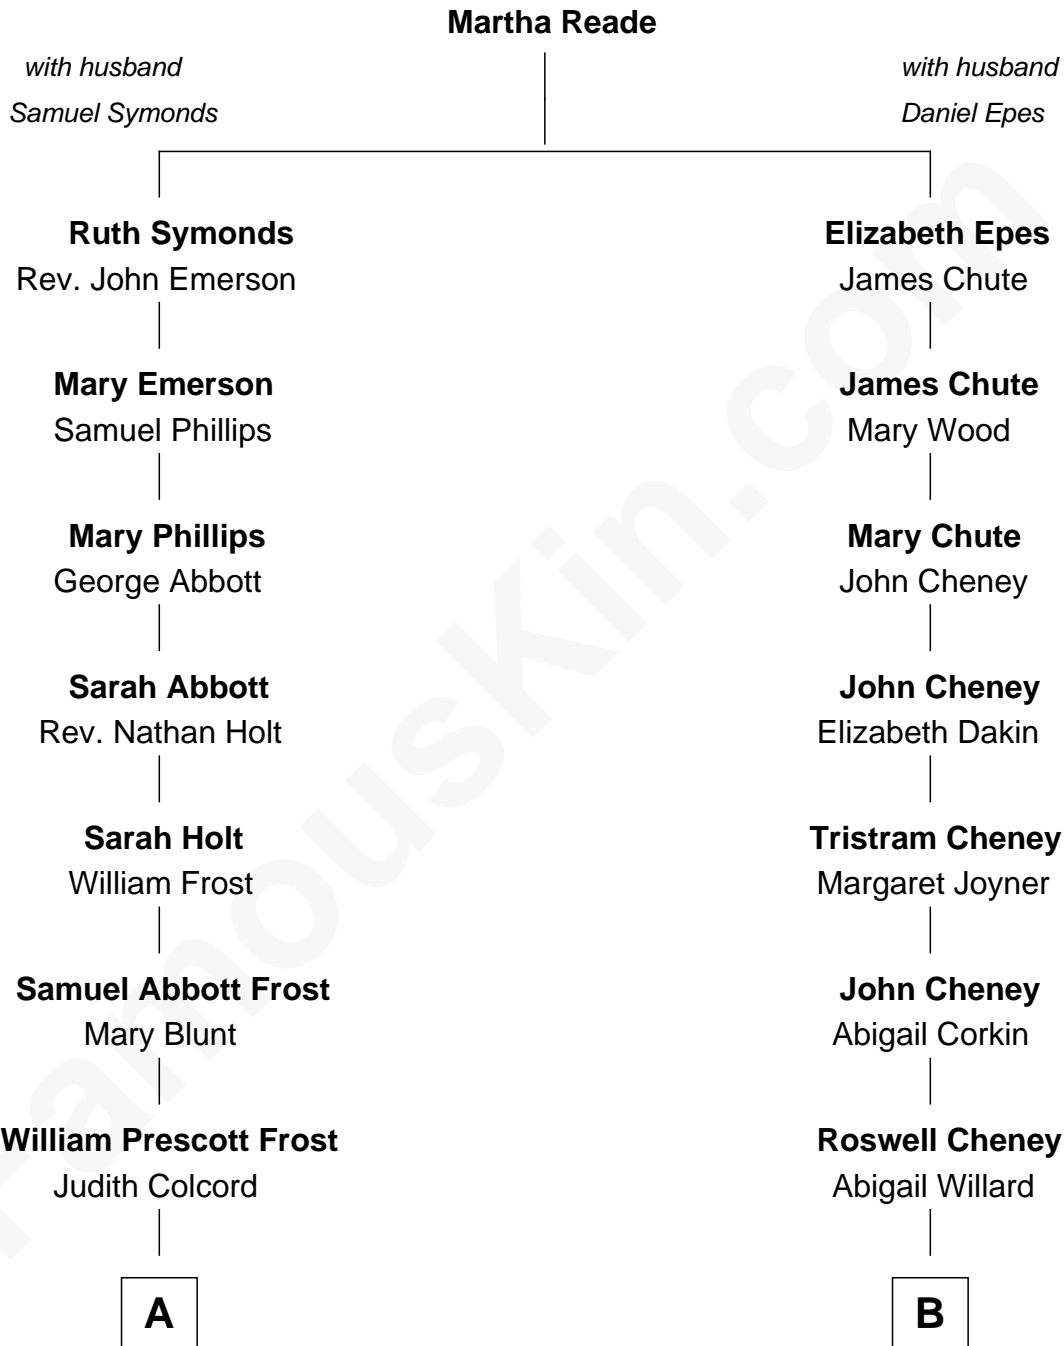 Martha Reade
with husband
Samuel Symonds
with husband
Daniel Epes
Ruth Symonds
Rev. John Emerson
Elizabeth Epes
James Chute
Mary Emerson
Samuel Phillips
James Chute
Mary Wood
Mary Phillips
George Abbott
Mary Chute
John Cheney
Sarah Abbott
Rev. Nathan Holt
John Cheney
Elizabeth Dakin
Sarah Holt
William Frost
Tristram Cheney
Margaret Joyner
Samuel Abbott Frost
Mary Blunt
John Cheney
Abigail Corkin
William Prescott Frost
Judith Colcord
Roswell Cheney
Abigail Willard
A
B
FamousKin.com